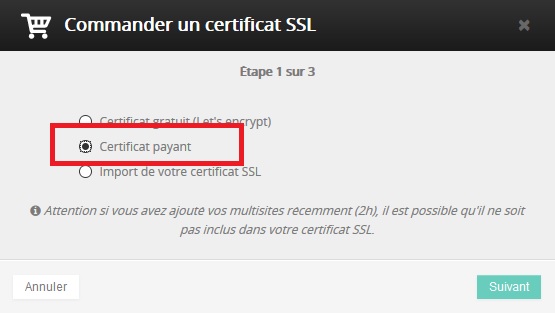 Commander un certificat SSL
Étape 1 sur 3
Certificat gratuit (Let's encrypt)
Certificat payant
Import de votre certificat SSL
Attention si vous avez ajouté vos multisites récemment (2h), il est possible qu'il ne soit
pas inclus dans votre certificat SSL.
Annuler
Suivant